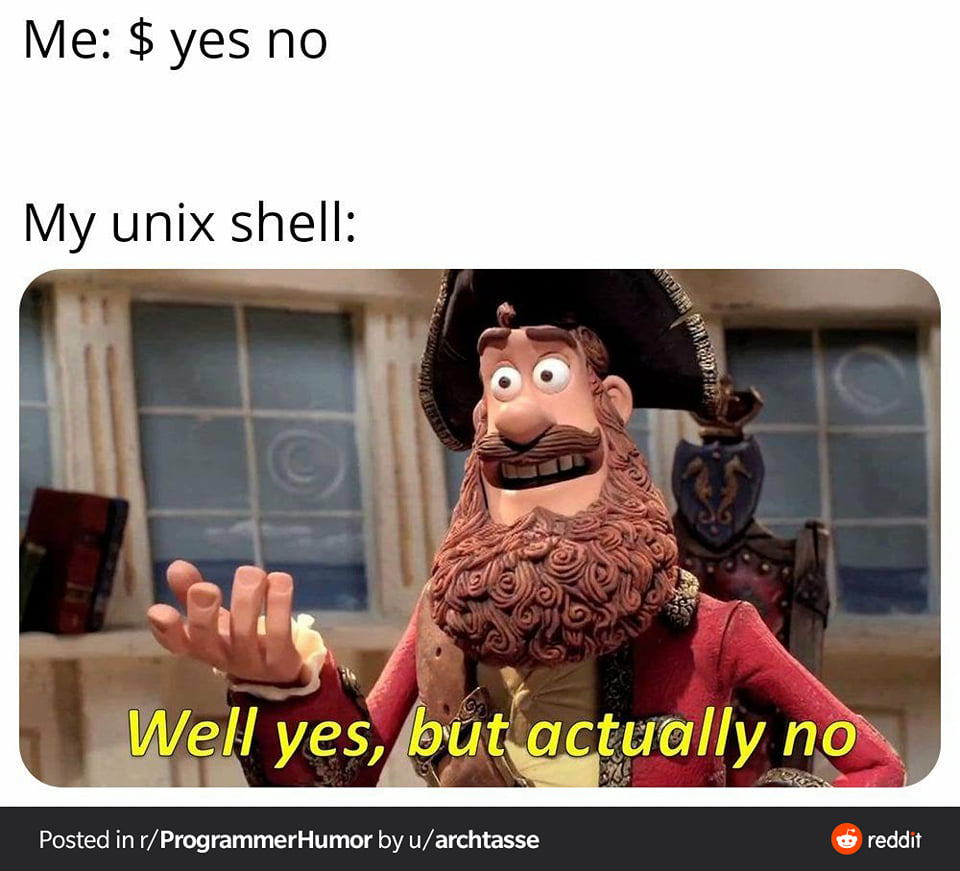 Me: $ yes no
My unix shell:
Well yes, but actually no
Posted in r/ProgrammerHumor by u/archtasse
reddit